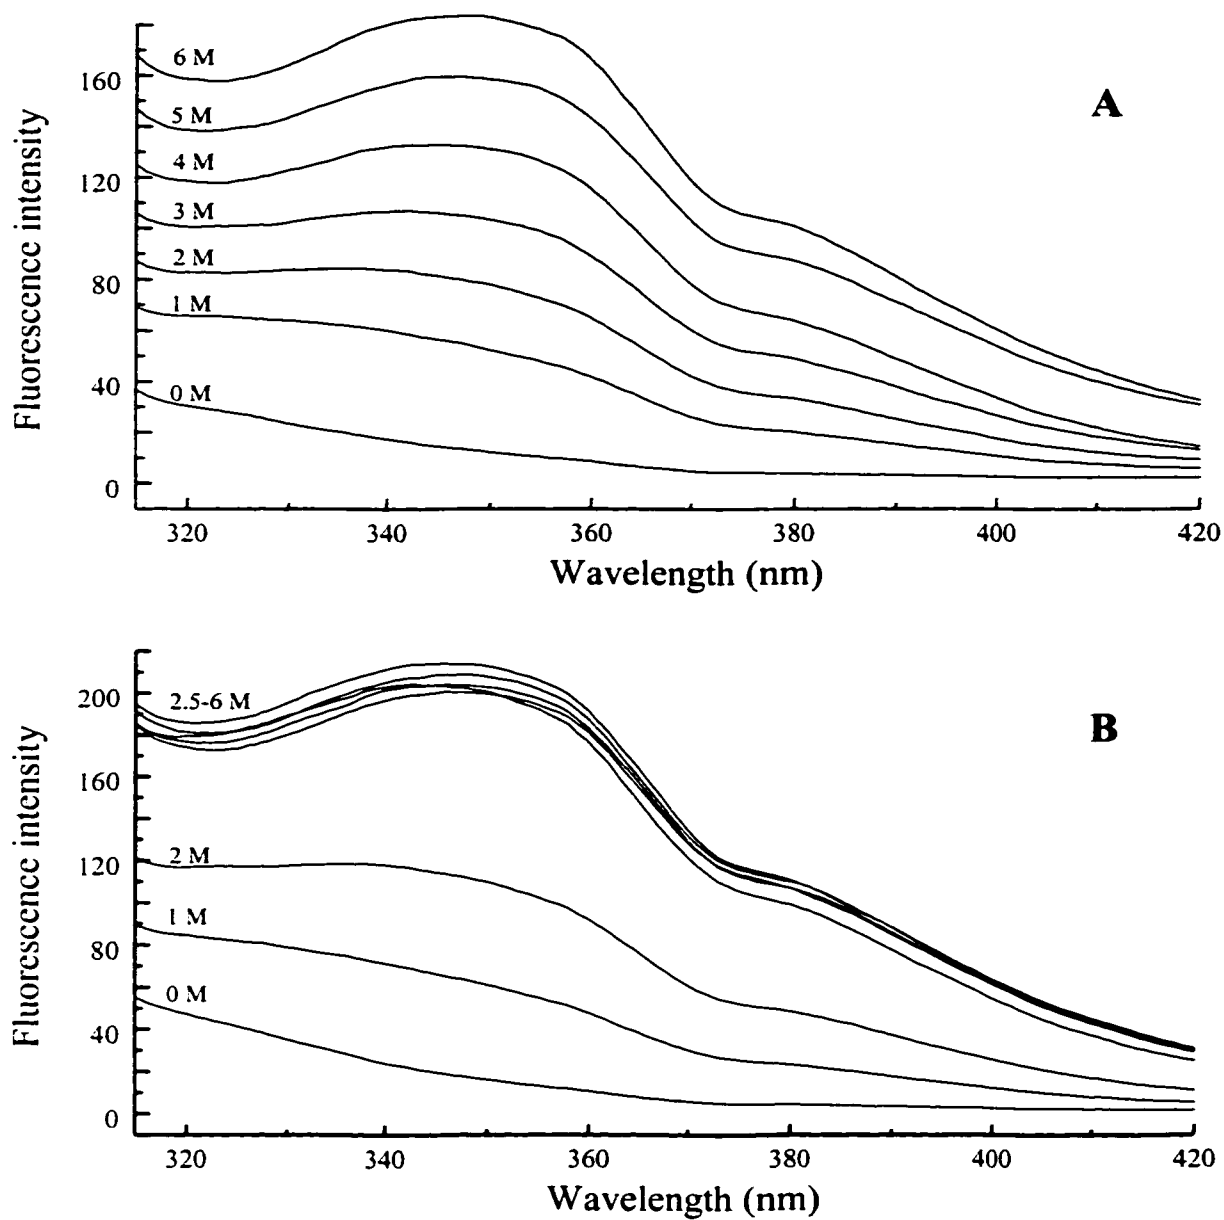 A
Fluorescence intensity
160
120
80
40
0
6 M
5 M
4 M
3 M
2 M
1 M
0 M
320 340 360 380 400 420
Wavelength (nm)
B
Fluorescence intensity
200
160
120
80
40
0
2.5-6 M
2 M
1 M
0 M
320 340 360 380 400 420
Wavelength (nm)